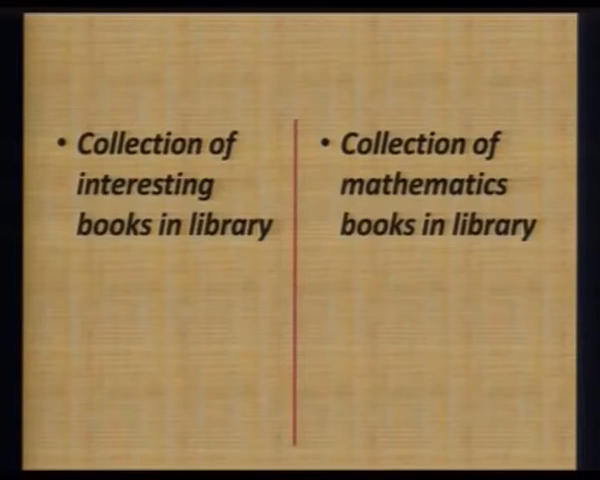 • Collection of
interesting
books in library
• Collection of
mathematics
books in library